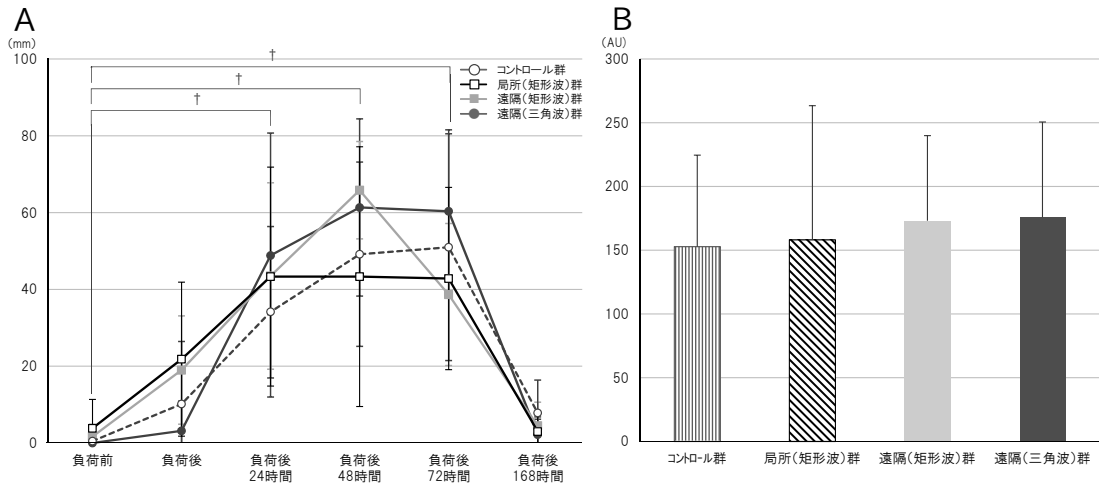 A
(mm)
100
80
60
40
20
0
†
†
†
コントロール群
局所(矩形波)群
遠隔(矩形波)群
遠隔(三角波)群
負荷前
負荷後
負荷後
24時間
負荷後
48時間
負荷後
72時間
負荷後
168時間
B
(AU)
300
250
200
150
100
50
0
コントロール群
局所(矩形波)群
遠隔(矩形波)群
遠隔(三角波)群